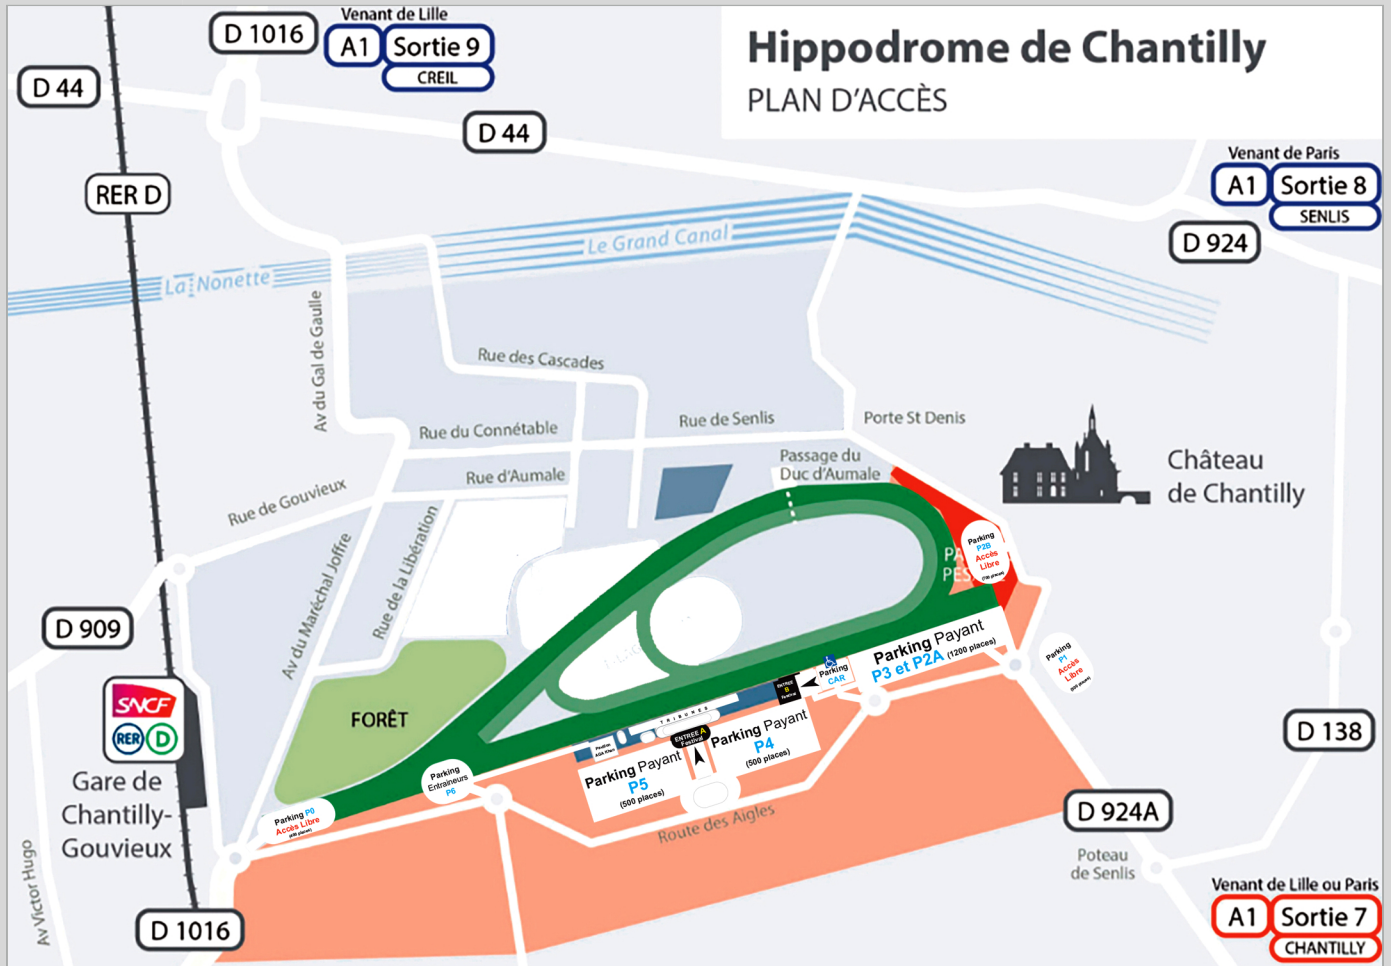 Venant de Lille
D 1016
A1
Sortie 9
CREIL
Hippodrome de Chantilly
PLAN D'ACCÈS
D 44
D 44
Venant de Paris
A1
Sortie 8
SENLIS
RER D
D 924
Le Grand Canal
La Nonette
Av du Gal de Gaulle
Rue des Cascades
Rue du Connétable
Rue de Senlis
Porte St Denis
Passage du
Duc d'Aumale
Rue d'Aumale
Château
de Chantilly
Rue de Gouvieux
Av du Maréchal Joffre
Rue de la Libération
Parking
P2B
Accès
Libre
D 909
Parking Payant
P3 et P2A (1200 places)
Parking
P1
Accès
Libre
Parking
CAR
ENTREE
B
Festival
SNCF
RER D
FORÊT
TRIBUNES
ENTREE A
Festival
Parking Payant
P4
(500 places)
Parking Payant
P5
(500 places)
D 138
Gare de
Chantilly-
Gouvieux
Parking
Entraineurs
P6
Parking P0
Accès Libre
Route des Aigles
D 924A
Poteau
de Senlis
Av Victor Hugo
D 1016
Venant de Lille ou Paris
A1
Sortie 7
CHANTILLY